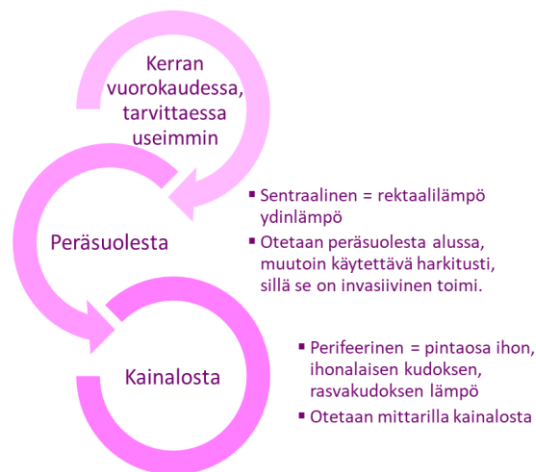 Kerran
vuorokaudessa,
tarvittaessa
useimmin
Peräsuolesta
▪ Sentraalinen = rektaalilämpö
ydinlämpö
▪ Otetaan peräsuolesta alussa,
muutoin käytettävä harkitusti,
sillä se on invasiivinen toimi.
Kainalosta
▪ Perifeerinen = pintaosa ihon,
ihonalaisen kudoksen,
rasvakudoksen lämpö
▪ Otetaan mittarilla kainalosta